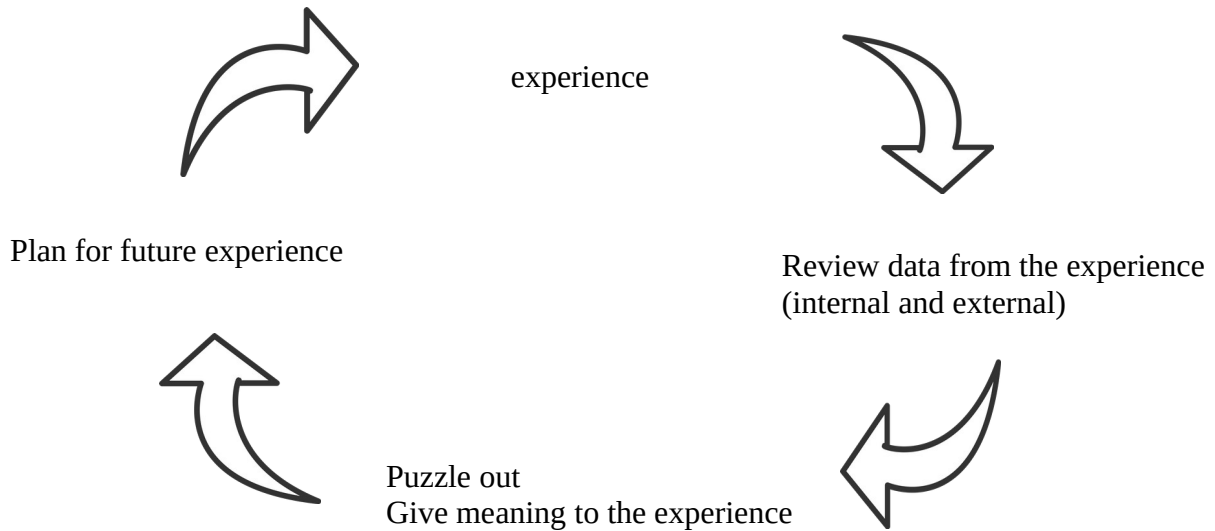 experience
Plan for future experience
Review data from the experience
(internal and external)
Puzzle out
Give meaning to the experience